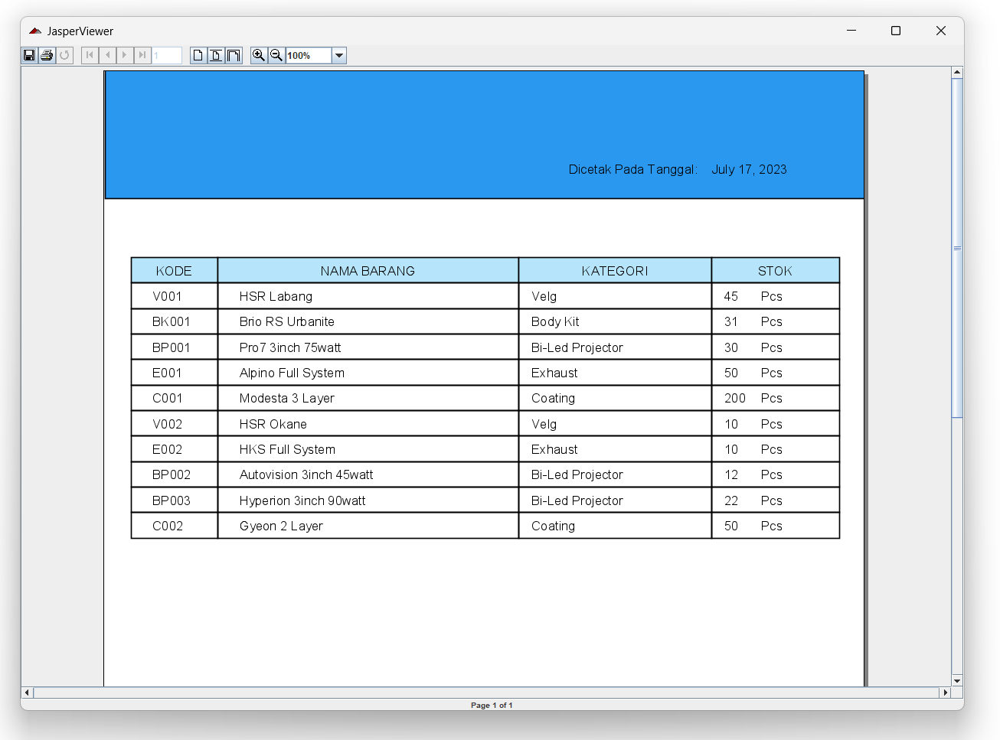 JasperViewer
1
100%
Dicetak Pada Tanggal: July 17, 2023
KODE NAMA BARANG KATEGORI STOK
V001 HSR Labang Velg 45 Pcs
BK001 Brio RS Urbanite Body Kit 31 Pcs
BP001 Pro7 3inch 75watt Bi-Led Projector 30 Pcs
E001 Alpino Full System Exhaust 50 Pcs
C001 Modesta 3 Layer Coating 200 Pcs
V002 HSR Okane Velg 10 Pcs
E002 HKS Full System Exhaust 10 Pcs
BP002 Autovision 3inch 45watt Bi-Led Projector 12 Pcs
BP003 Hyperion 3inch 90watt Bi-Led Projector 22 Pcs
C002 Gyeon 2 Layer Coating 50 Pcs
Page 1 of 1